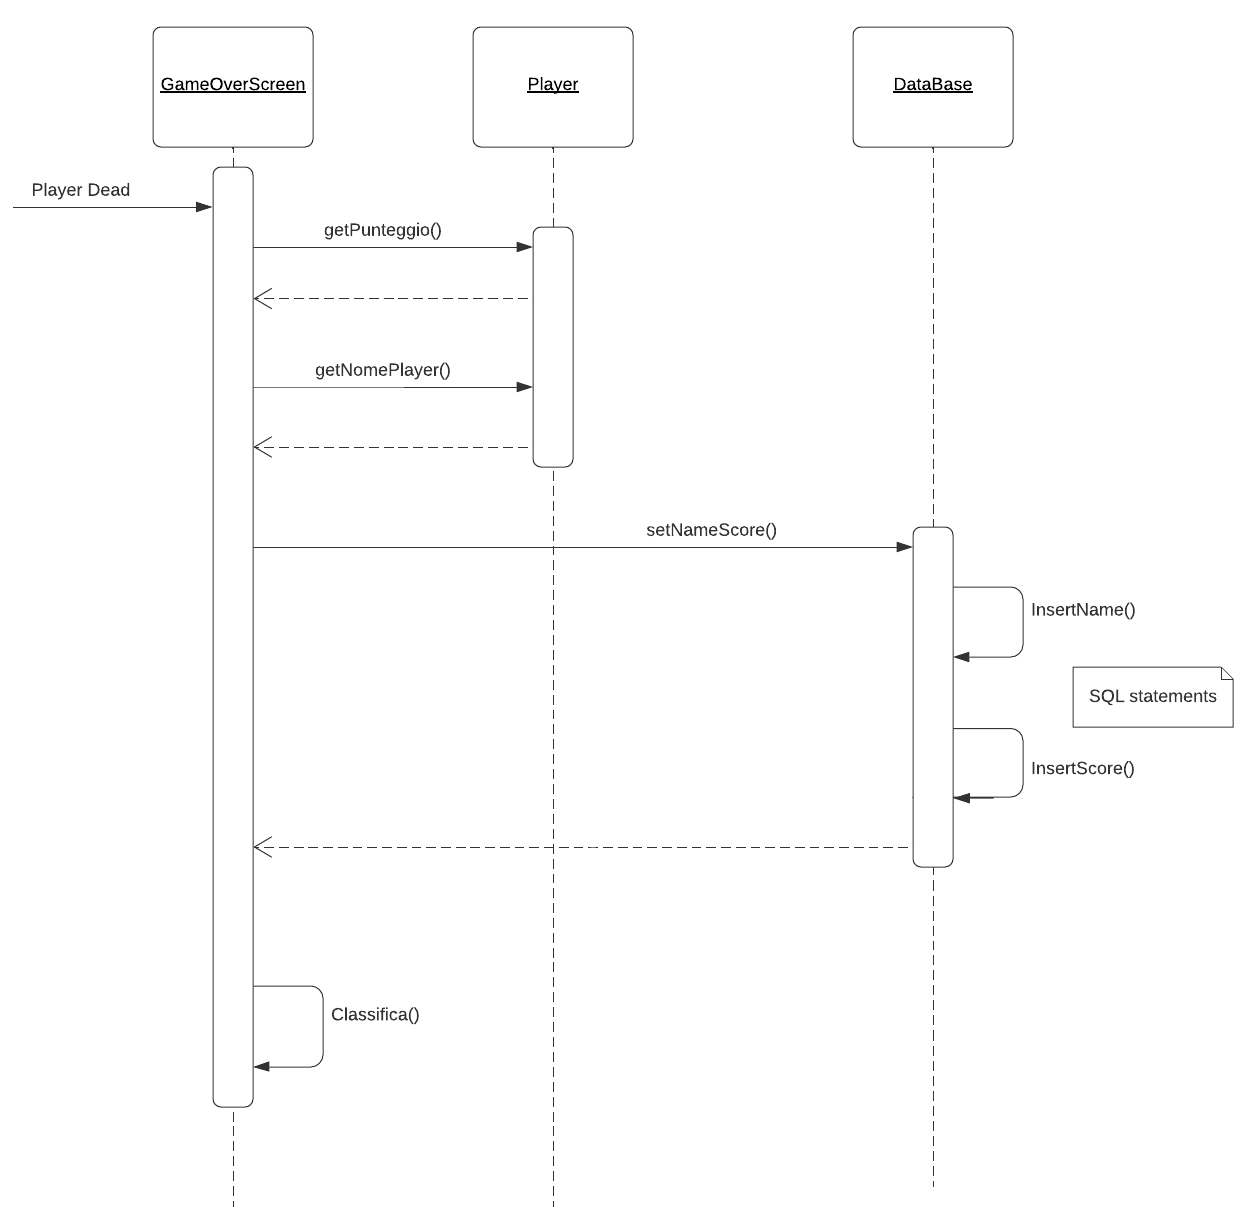 GameOverScreen
Player
DataBase
Player Dead
getPunteggio()
getNomePlayer()
setNameScore()
InsertName()
SQL statements
InsertScore()
Classifica()